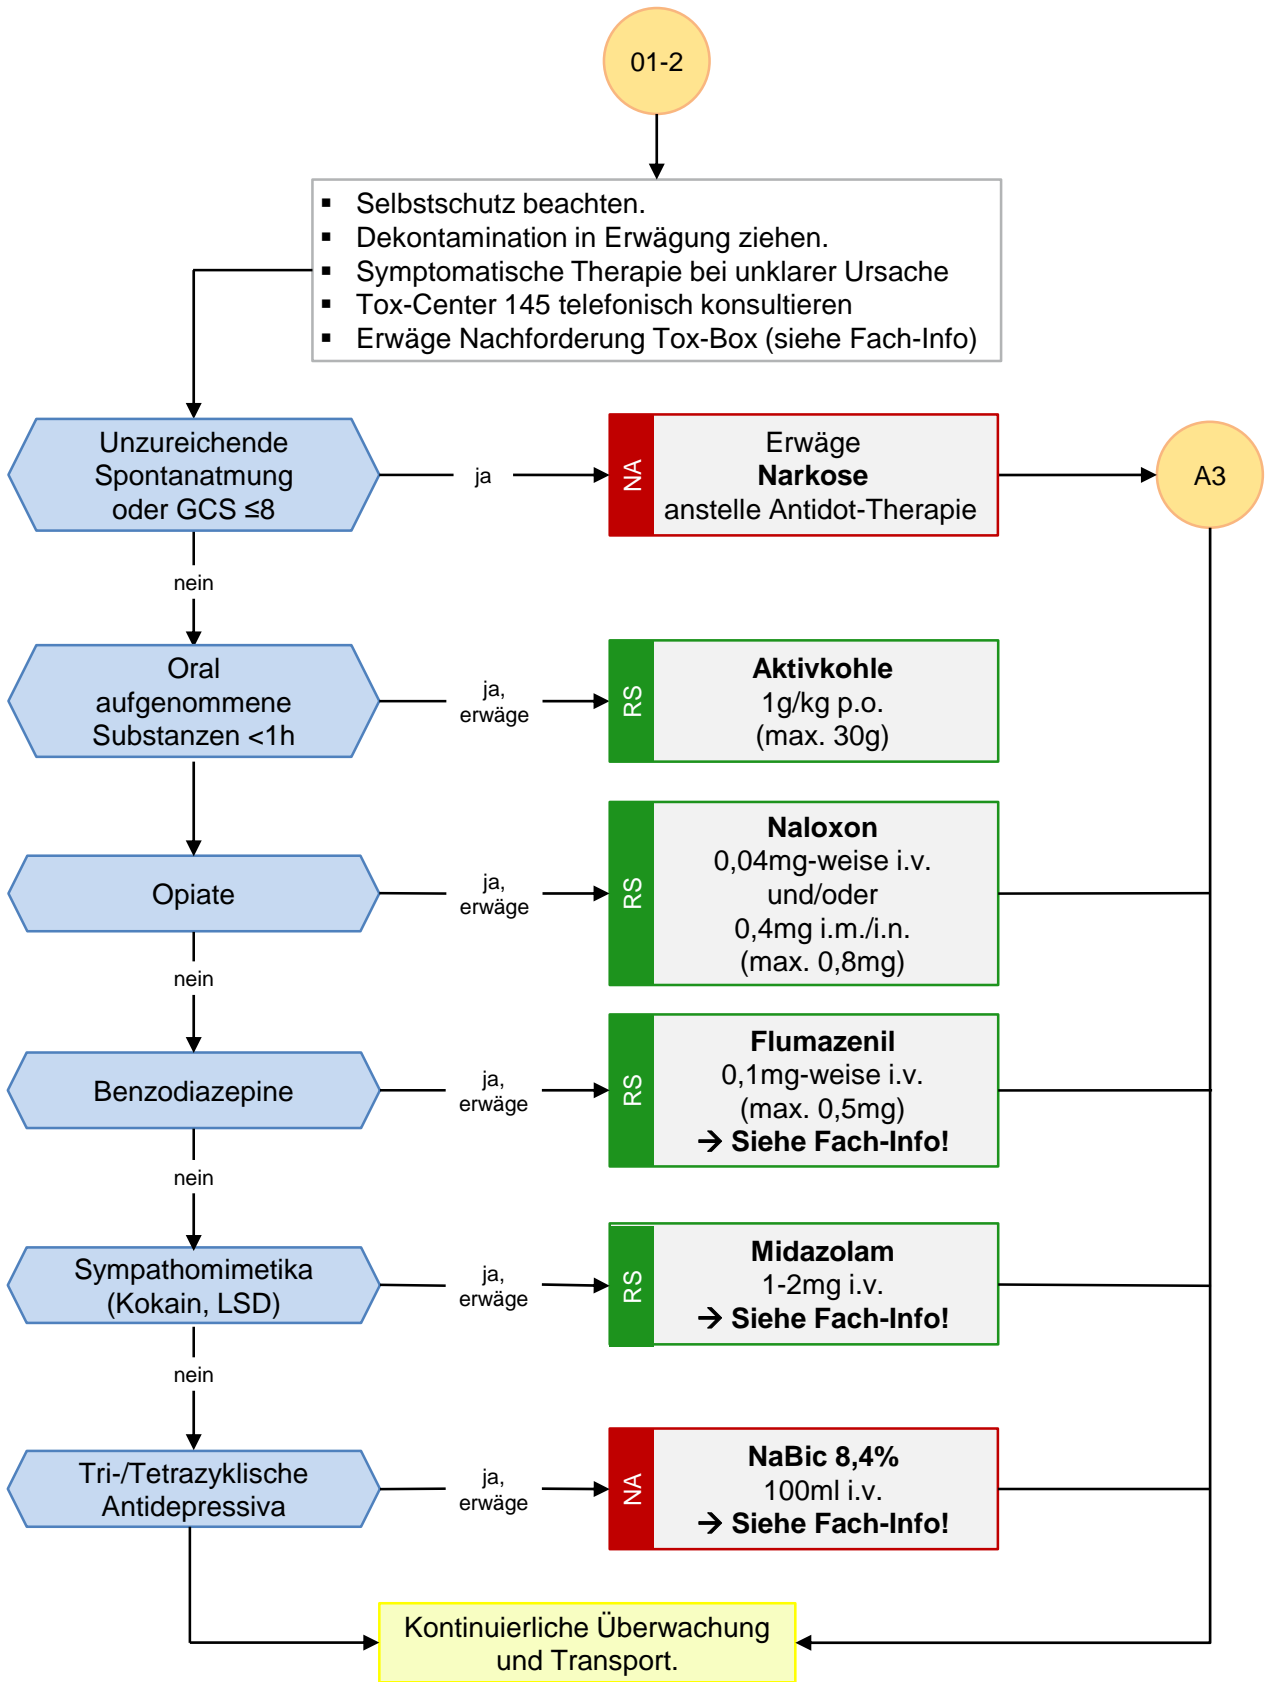 01-2
▪ Selbstschutz beachten.
▪ Dekontamination in Erwägung ziehen.
▪ Symptomatische Therapie bei unklarer Ursache
▪ Tox-Center 145 telefonisch konsultieren
▪ Erwäge Nachforderung Tox-Box (siehe Fach-Info)
Unzureichende
Spontanatmung
oder GCS ≤8
ja
NA
Erwäge
Narkose
anstelle Antidot-Therapie
A3
nein
Oral
aufgenommene
Substanzen <1h
ja,
erwäge
RS
Aktivkohle
1g/kg p.o.
(max. 30g)
Opiate
ja,
erwäge
RS
Naloxon
0,04mg-weise i.v.
und/oder
0,4mg i.m./i.n.
(max. 0,8mg)
nein
Benzodiazepine
ja,
erwäge
RS
Flumazenil
0,1mg-weise i.v.
(max. 0,5mg)
→ Siehe Fach-Info!
nein
Sympathomimetika
(Kokain, LSD)
ja,
erwäge
RS
Midazolam
1-2mg i.v.
→ Siehe Fach-Info!
nein
Tri-/Tetrazyklische
Antidepressiva
ja,
erwäge
NA
NaBic 8,4%
100ml i.v.
→ Siehe Fach-Info!
Kontinuierliche Überwachung
und Transport.